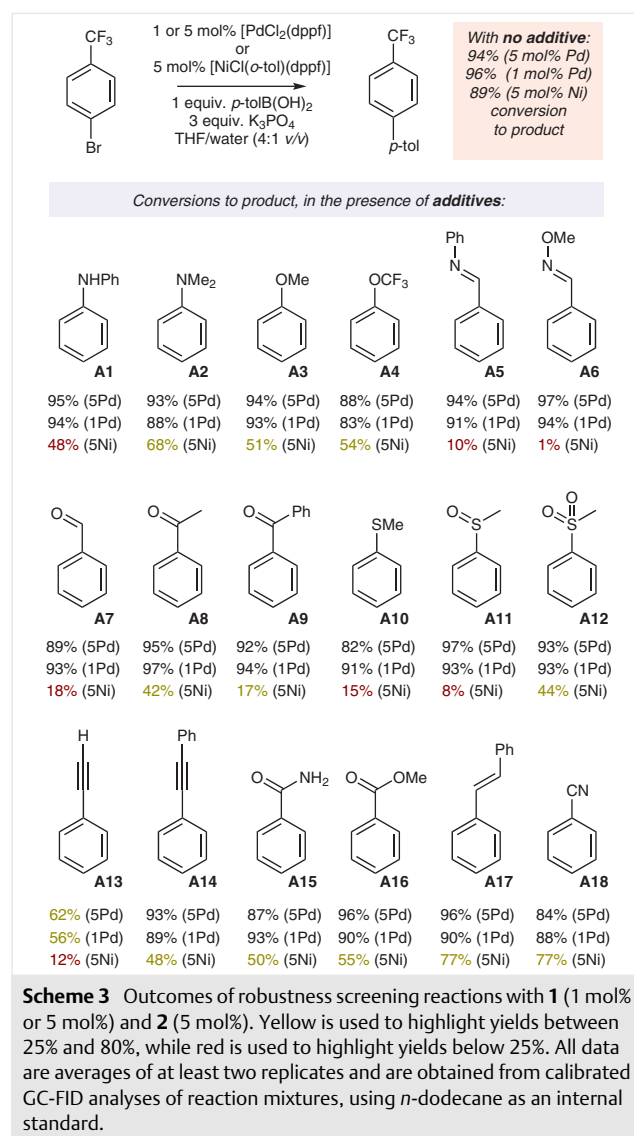 CF₃
Br
1 or 5 mol% [PdCl₂(dppf)]
or
5 mol% [NiCl(o-tol)(dppf)]
1 equiv. p-tolB(OH)₂
3 equiv. K₃PO₄
THF/water (4:1 v/v)
CF₃
p-tol
With no additive:
94% (5 mol% Pd)
96% (1 mol% Pd)
89% (5 mol% Ni)
conversion
to product
Conversions to product, in the presence of additives:
NHPh
A1
95% (5Pd)
94% (1Pd)
48% (5Ni)
NMe₂
A2
93% (5Pd)
88% (1Pd)
68% (5Ni)
OMe
A3
94% (5Pd)
93% (1Pd)
51% (5Ni)
OCF₃
A4
88% (5Pd)
83% (1Pd)
54% (5Ni)
Ph
N
A5
94% (5Pd)
91% (1Pd)
10% (5Ni)
OMe
N
A6
97% (5Pd)
94% (1Pd)
1% (5Ni)
O
A7
89% (5Pd)
93% (1Pd)
18% (5Ni)
O
A8
95% (5Pd)
97% (1Pd)
42% (5Ni)
O Ph
A9
92% (5Pd)
94% (1Pd)
17% (5Ni)
SMe
A10
82% (5Pd)
91% (1Pd)
15% (5Ni)
O S
A11
97% (5Pd)
93% (1Pd)
8% (5Ni)
O
O S
A12
93% (5Pd)
93% (1Pd)
44% (5Ni)
H
A13
62% (5Pd)
56% (1Pd)
12% (5Ni)
Ph
A14
93% (5Pd)
89% (1Pd)
48% (5Ni)
O NH₂
A15
87% (5Pd)
93% (1Pd)
50% (5Ni)
O OMe
A16
96% (5Pd)
90% (1Pd)
55% (5Ni)
Ph
A17
96% (5Pd)
90% (1Pd)
77% (5Ni)
CN
A18
84% (5Pd)
88% (1Pd)
77% (5Ni)
Scheme 3 Outcomes of robustness screening reactions with 1 (1 mol%
or 5 mol%) and 2 (5 mol%). Yellow is used to highlight yields between
25% and 80%, while red is used to highlight yields below 25%. All data
are averages of at least two replicates and are obtained from calibrated
GC-FID analyses of reaction mixtures, using n-dodecane as an internal
standard.